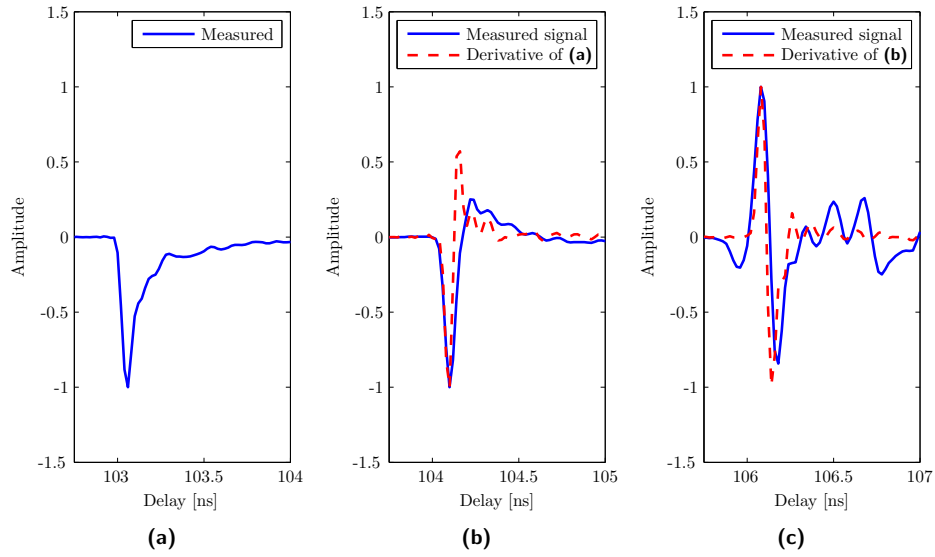 1.5
1
0.5
0
-0.5
-1
-1.5
Amplitude
103
103.5
104
Delay [ns]
Measured
(a)
1.5
1
0.5
0
-0.5
-1
-1.5
Amplitude
104
104.5
105
Delay [ns]
Measured signal
Derivative of (a)
(b)
1.5
1
0.5
0
-0.5
-1
-1.5
Amplitude
106
106.5
107
Delay [ns]
Measured signal
Derivative of (b)
(c)